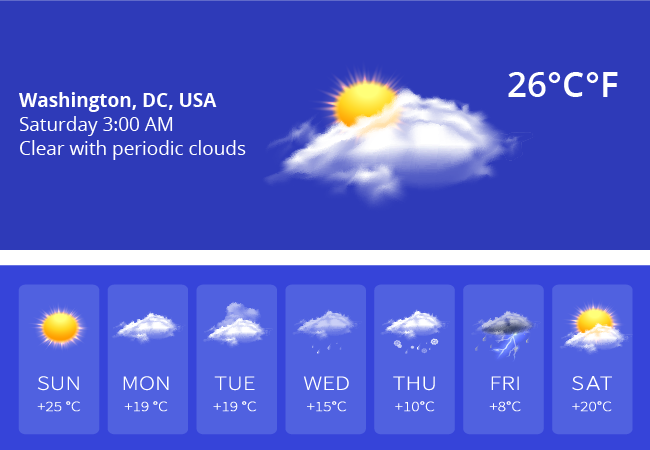 Washington, DC, USA
Saturday 3:00 AM
Clear with periodic clouds
26°C°F
SUN
+25 °C
MON
+19 °C
TUE
+19 °C
WED
+15°C
THU
+10°C
FRI
+8°C
SAT
+20°C